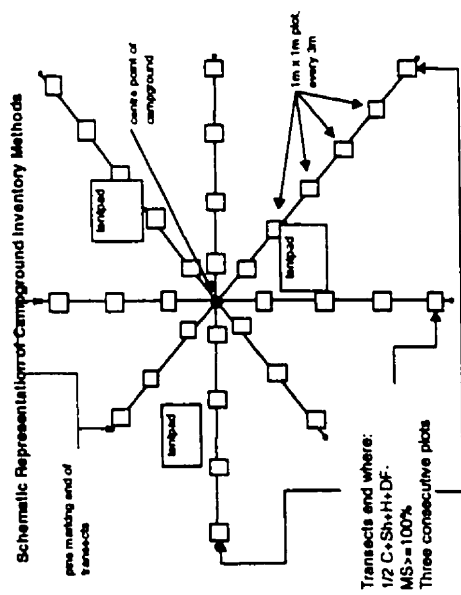 Schematic Representation of Campground Inventory Methods
pins marking end of
transects
centre point of
campground
tentpad
tentpad
tentpad
1m x 1m plot,
every 3m
Transects end where:
1/2 C+Sh+H+DF-
MS>=100%
Three consecutive plots